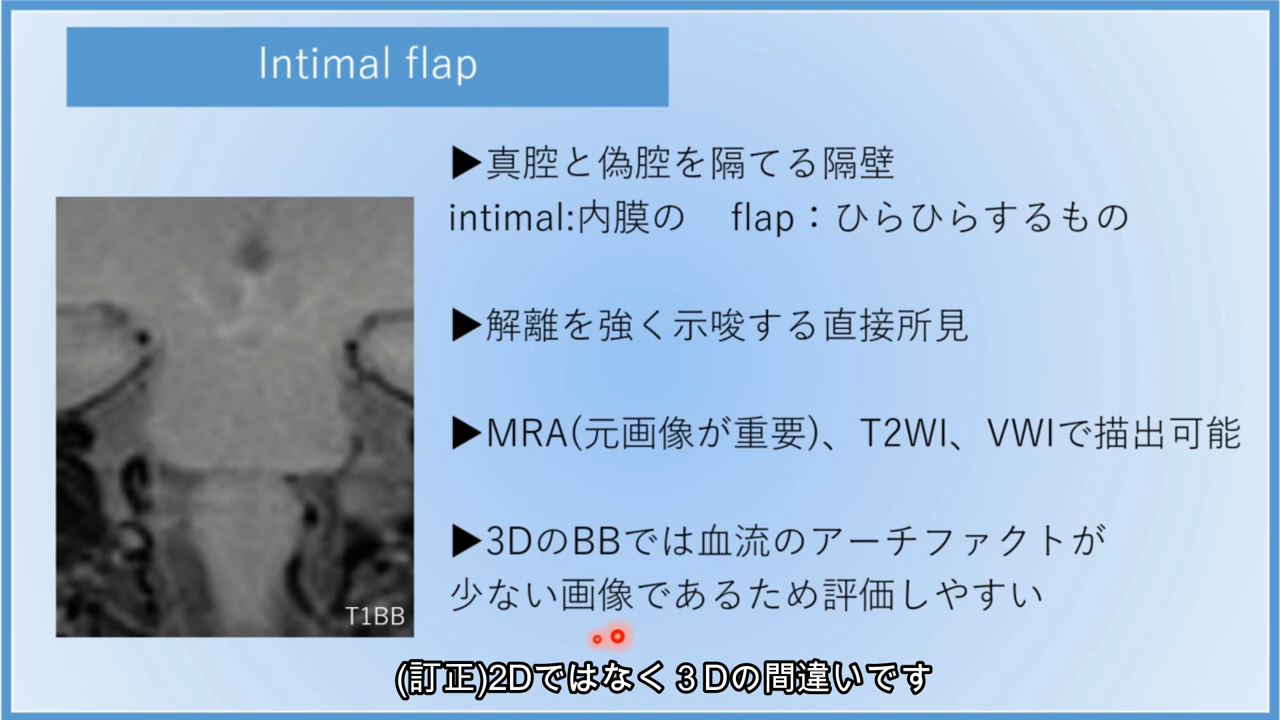 Intimal flap
▶真腔と偽腔を隔てる隔壁
intimal:内膜の　flap：ひらひらするもの
▶解離を強く示唆する直接所見
▶MRA(元画像が重要)、T2WI、VWIで描出可能
▶3DのBBでは血流のアーチファクトが
少ない画像であるため評価しやすい
T1BB
(訂正)2Dではなく３Dの間違いです